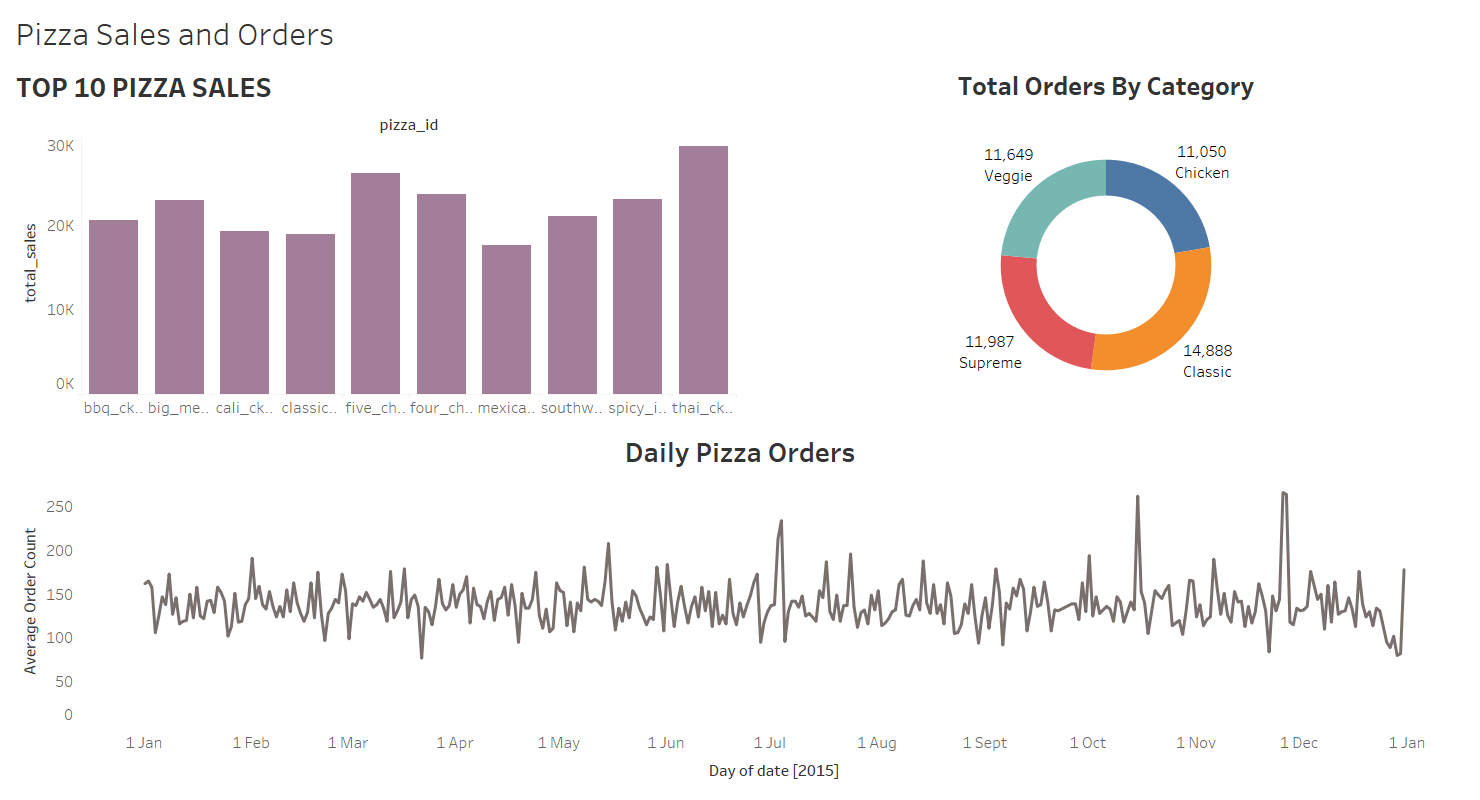 Pizza Sales and Orders
TOP 10 PIZZA SALES
pizza_id
total_sales
30K
20K
10K
0K
bbq_ck.. big_me.. cali_ck.. classic.. five_ch.. four_ch.. mexica.. southw.. spicy_i.. thai_ck..
Total Orders By Category
11,649
Veggie
11,050
Chicken
11,987
Supreme
14,888
Classic
Daily Pizza Orders
Average Order Count
250
200
150
100
50
0
1 Jan 1 Feb 1 Mar 1 Apr 1 May 1 Jun 1 Jul 1 Aug 1 Sept 1 Oct 1 Nov 1 Dec 1 Jan
Day of date [2015]